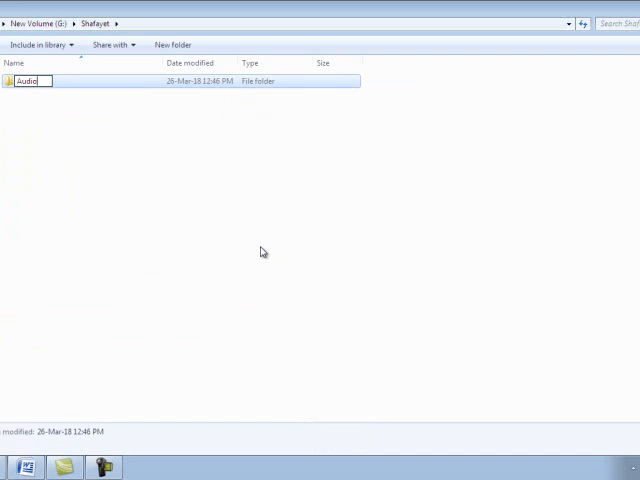 New Volume (G:) Shafayet Search Shaf
Include in library Share with New folder
Name Date modified Type Size
Audio 26-Mar-18 12:46 PM File folder
modified: 26-Mar-18 12:46 PM